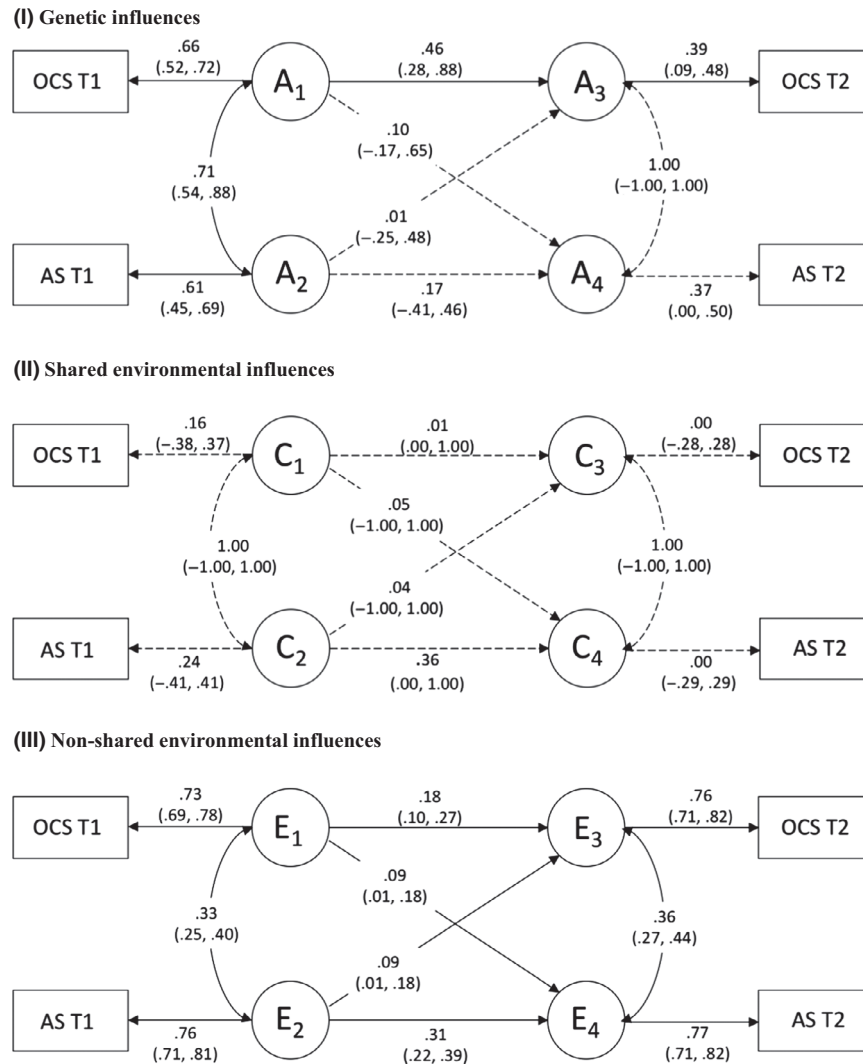 (I) Genetic influences
.66 .46 .39
(.52, .72) (.28, .88) (.09, .48)
OCS T1 A1 A3 OCS T2
.10
(−.17, .65)
.71 1.00
(.54, .88) (−1.00, 1.00)
.01
(−.25, .48)
AS T1 A2 A4 AS T2
.61 .17 .37
(.45, .69) (−.41, .46) (.00, .50)
(II) Shared environmental influences
.16 .01 .00
(−.38, .37) (.00, 1.00) (−.28, .28)
OCS T1 C1 C3 OCS T2
.05
(−1.00, 1.00)
1.00 1.00
(−1.00, 1.00) (−1.00, 1.00)
.04
(−1.00, 1.00)
AS T1 C2 C4 AS T2
.24 .36 .00
(−.41, .41) (.00, 1.00) (−.29, .29)
(III) Non-shared environmental influences
.73 .18 .76
(.69, .78) (.10, .27) (.71, .82)
OCS T1 E1 E3 OCS T2
.09
(.01, .18)
.33 .36
(.25, .40) (.27, .44)
.09
(.01, .18)
AS T1 E2 E4 AS T2
.76 .31 .77
(.71, .81) (.22, .39) (.71, .82)